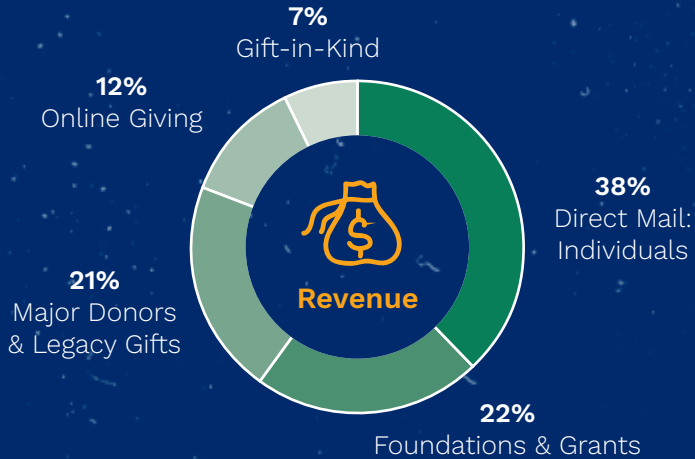 7%
Gift-in-Kind
12%
Online Giving
38%
Direct Mail:
Individuals
$
Revenue
21%
Major Donors
& Legacy Gifts
22%
Foundations & Grants